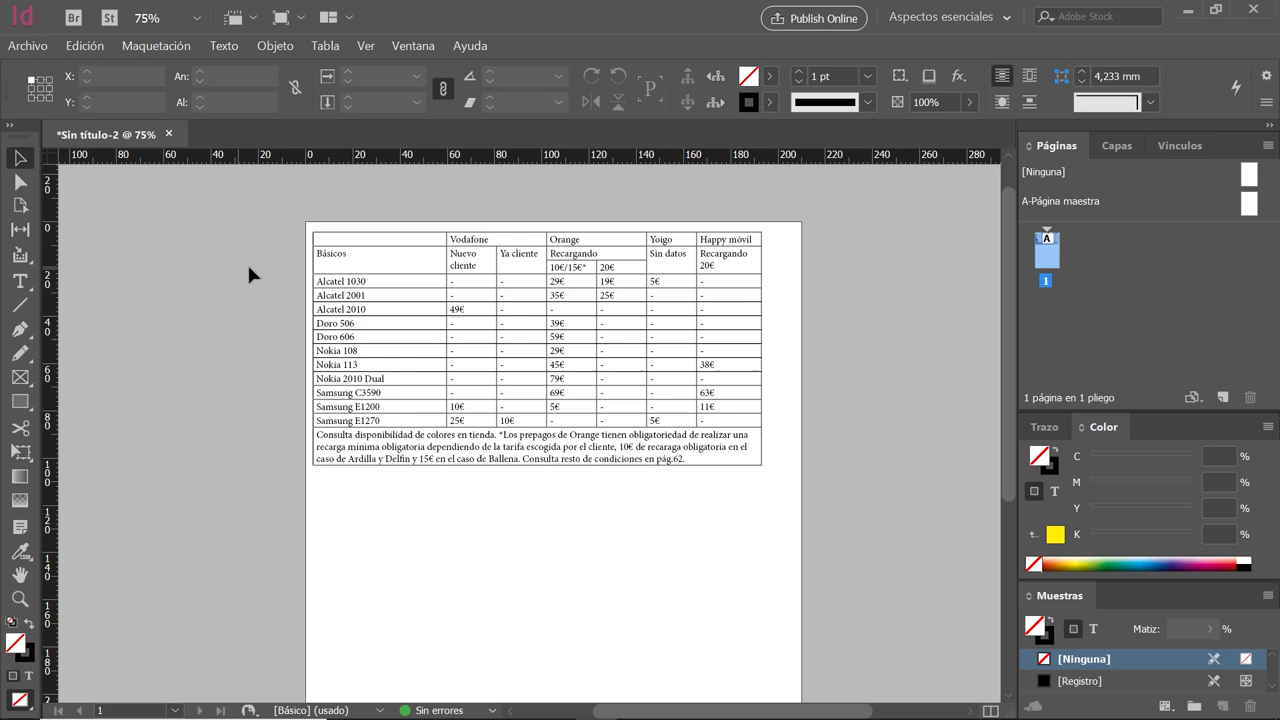 Id Br St 75% Publish Online Aspectos esenciales Adobe Stock
Archivo Edición Maquetación Texto Objeto Tabla Ver Ventana Ayuda
X: An: 1 pt fx. 4,233 mm
Y: Al: P 100%
*Sin título-2 @ 75%
100 80 60 40 20 0 20 40 60 80 100 120 140 160 180 200 220 240 260 280
Páginas Capas Vínculos
[Ninguna]
A-Página maestra
A
1
1 página en 1 pliego
Trazo Color
C %
M %
Y %
K %
Muestras
T Matiz: %
[Ninguna]
[Registro]
Vodafone Orange Yoigo Happy móvil
Básicos Nuevo cliente Ya cliente Recargando Sin datos Recargando 20€
10€/15€* 20€
Alcatel 1030 - - 29€ 19€ 5€ -
Alcatel 2001 - - 35€ 25€ - -
Alcatel 2010 49€ - - - - -
Doro 506 - - 39€ - - -
Doro 606 - - 59€ - - -
Nokia 108 - - 29€ - - -
Nokia 113 - - 45€ - - 38€
Nokia 2010 Dual - - 79€ - - -
Samsung C3590 - - 69€ - - 63€
Samsung E1200 10€ - 5€ - - 11€
Samsung E1270 25€ 10€ - - 5€ -
Consulta disponibilidad de colores en tienda. *Los prepagos de Orange tienen obligatoriedad de realizar una
recarga mínima obligatoria dependiendo de la tarifa escogida por el cliente, 10€ de recaraga obligatoria en el
caso de Ardilla y Delfín y 15€ en el caso de Ballena. Consulta resto de condiciones en pág.62.
1 [Básico] (usado) Sin errores